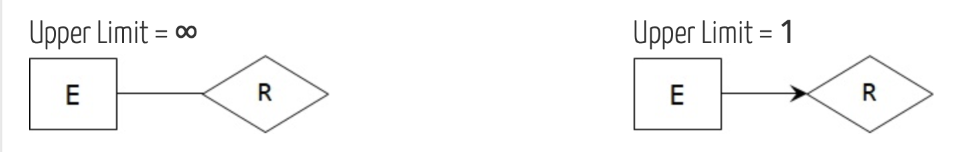 Upper Limit = ∞
Upper Limit = 1
E
R
E
R